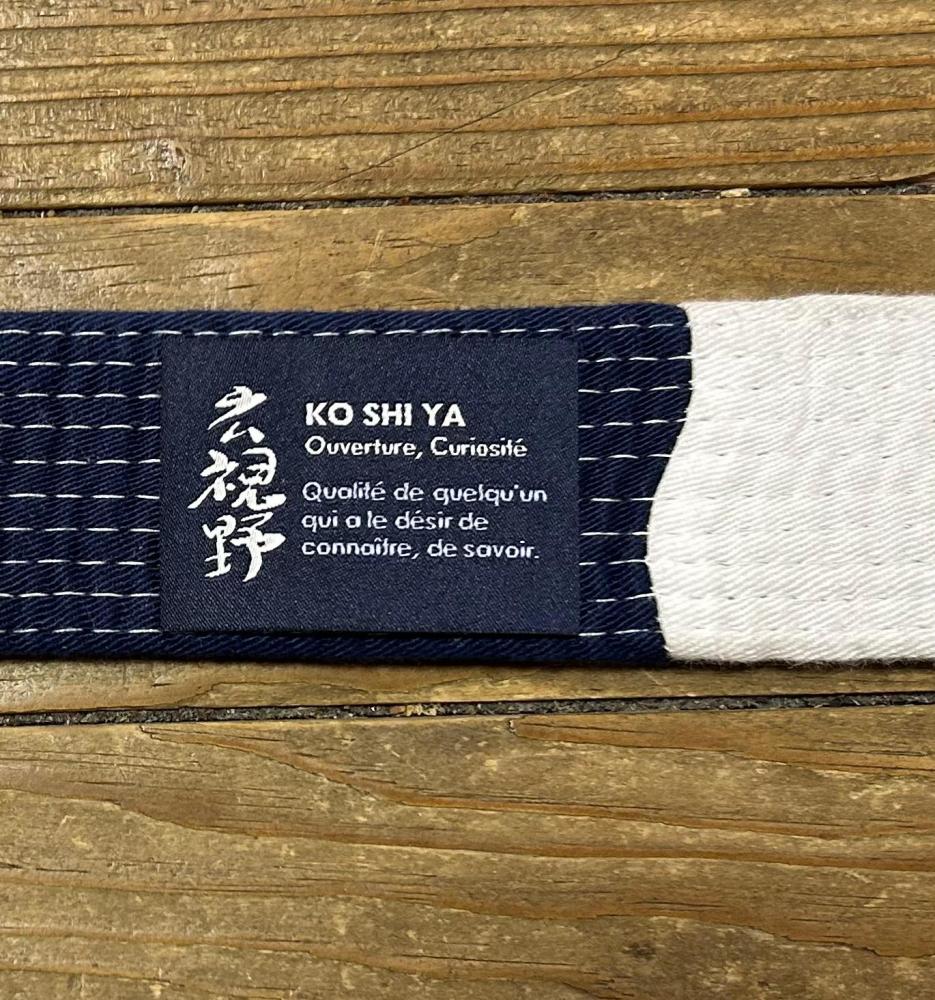 広視野
KO SHI YA
Ouverture, Curiosité
Qualité de quelqu'un
qui a le désir de
connaître, de savoir.